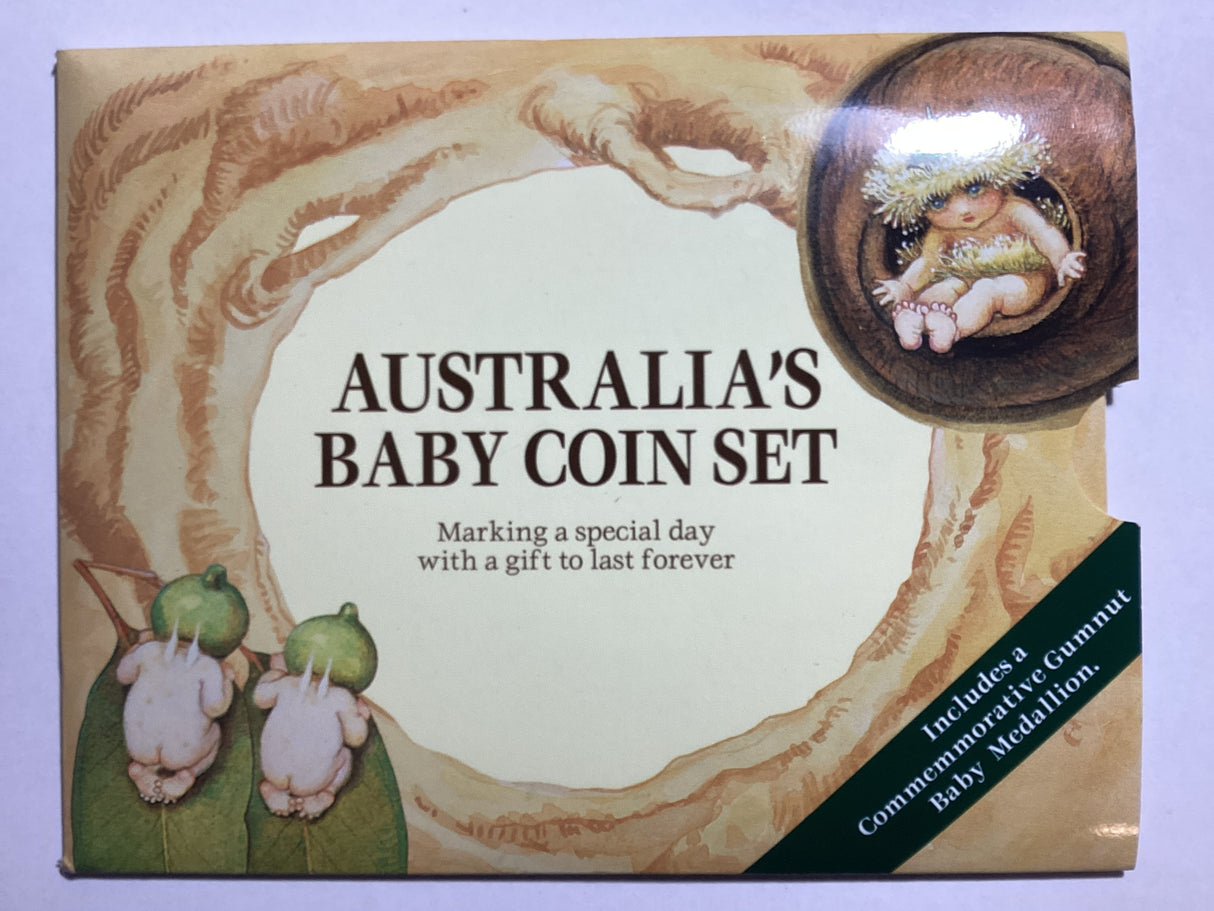 AUSTRALIA'S
BABY COIN SET
Marking a special day
with a gift to last forever
Includes a
Commemmorative Gumnut
Baby Medallion.